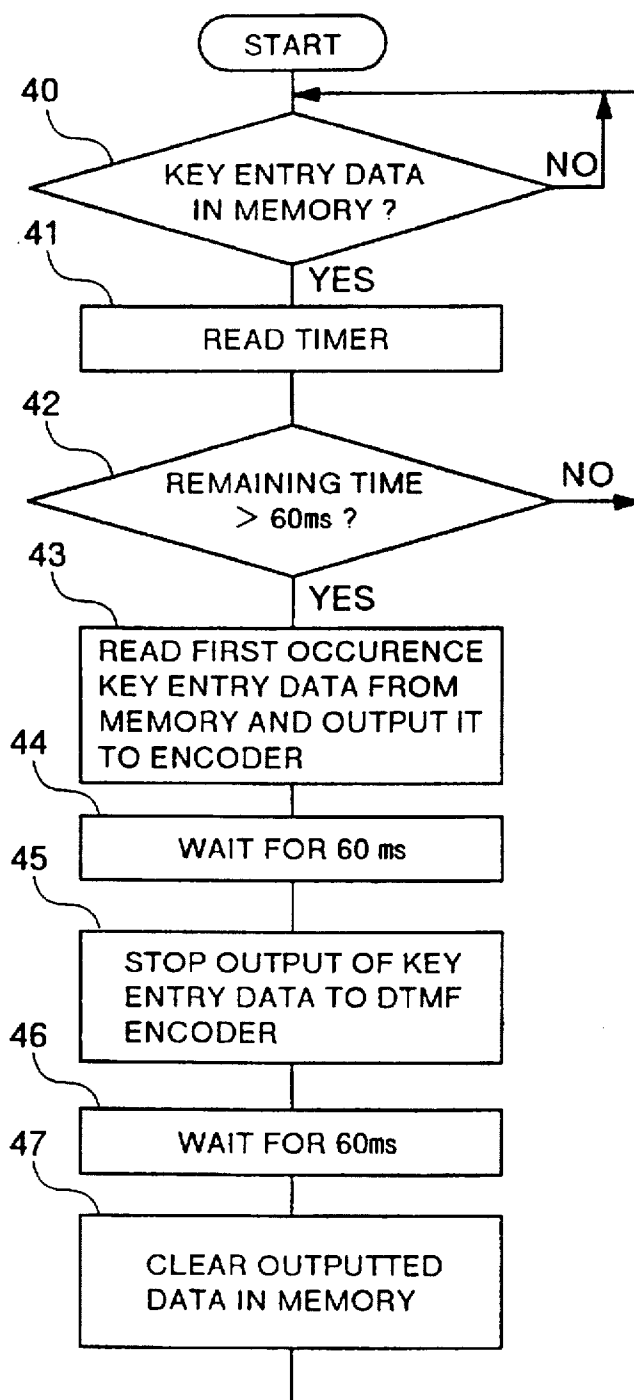 START
40
KEY ENTRY DATA
IN MEMORY ?
NO
41
YES
READ TIMER
42
REMAINING TIME
> 60ms ?
NO
43
YES
READ FIRST OCCURENCE
KEY ENTRY DATA FROM
MEMORY AND OUTPUT IT
TO ENCODER
44
WAIT FOR 60 ms
45
STOP OUTPUT OF KEY
ENTRY DATA TO DTMF
ENCODER
46
WAIT FOR 60ms
47
CLEAR OUTPUTTED
DATA IN MEMORY